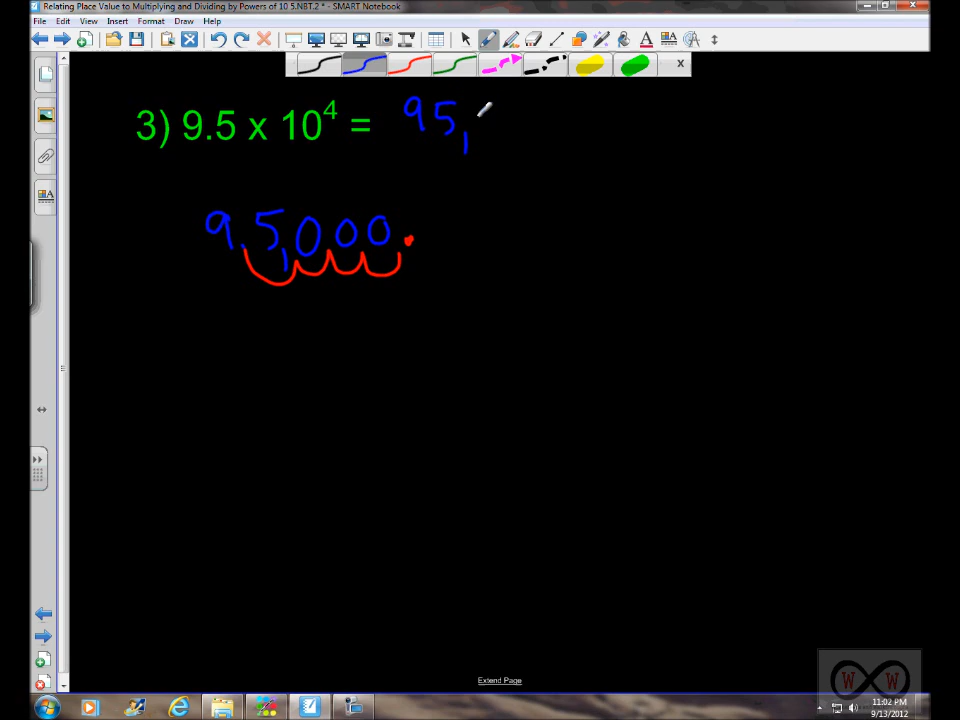 Relating Place Value to Multiplying and Dividing by Powers of 10 5.NBT.2 * - SMART Notebook
File Edit View Insert Format Draw Help
X
3) 9.5 x 10⁴ = 95,
9.5,000.
Extend Page
W W
11:02 PM
9/13/2012